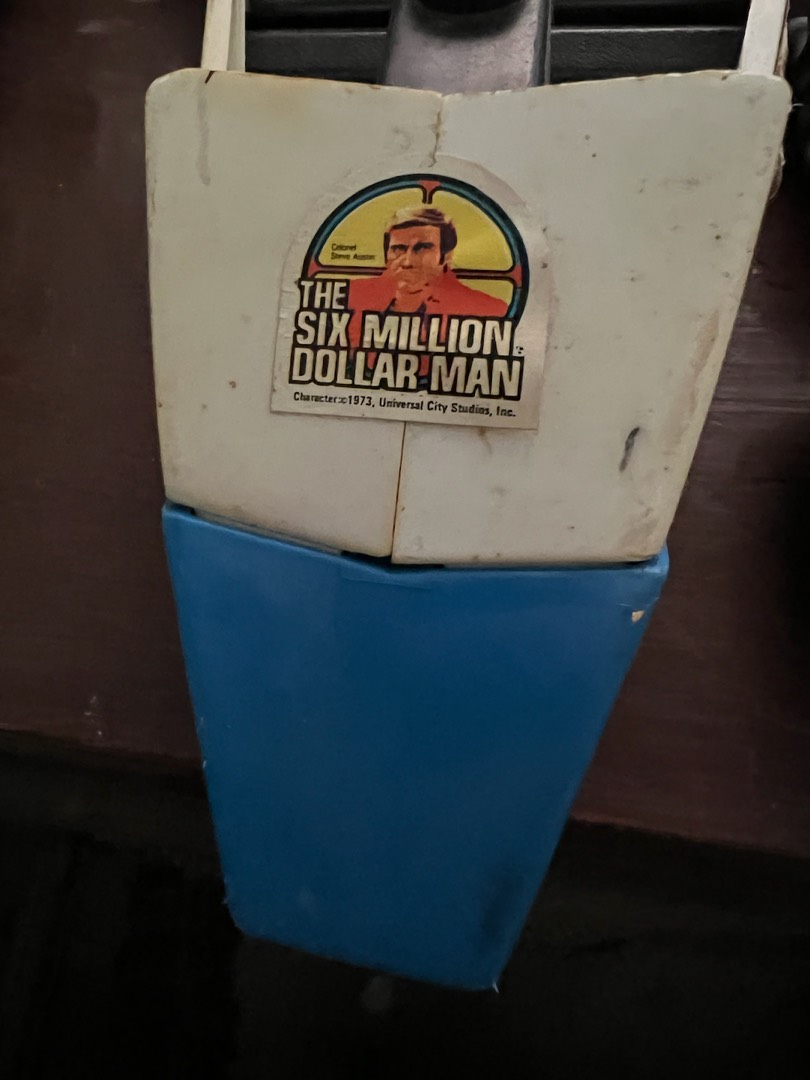 Colonel
Steve Austin
THE
SIX MILLION
DOLLAR MAN
Character:©1973, Universal City Studios, Inc.